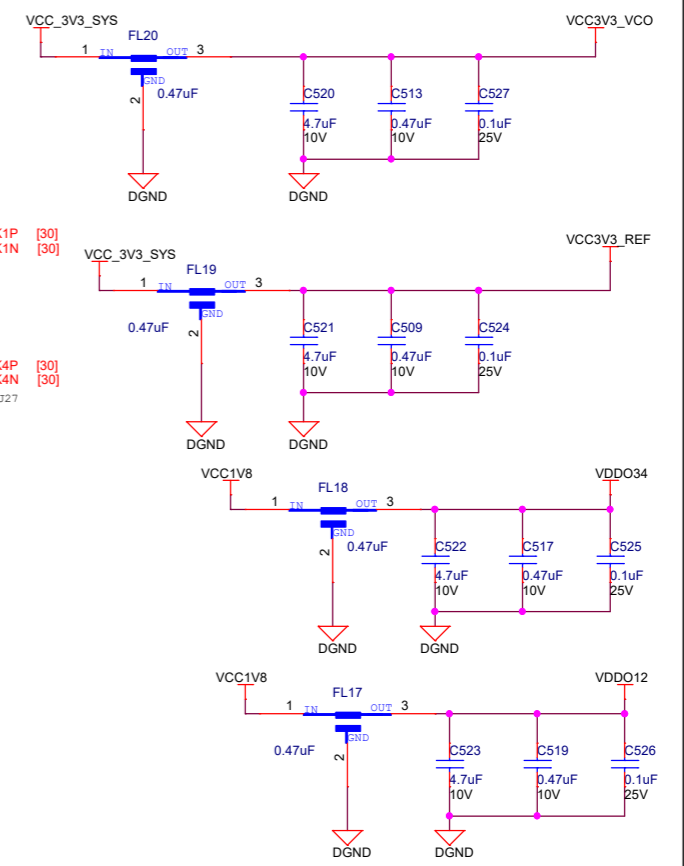 VCC_3V3_SYS
VCC3V3_VCO
FL20
1 IN OUT 3
GND
2
0.47uF
C520
4.7uF
10V
C513
0.47uF
10V
C527
0.1uF
25V
DGND
DGND
K1P [30]
K1N [30]
VCC_3V3_SYS
VCC3V3_REF
FL19
1 IN OUT 3
GND
2
0.47uF
C521
4.7uF
10V
C509
0.47uF
10V
C524
0.1uF
25V
K4P [30]
K4N [30]
J27
DGND
DGND
VCC1V8
VDDO34
FL18
1 IN OUT 3
GND
2
0.47uF
C522
4.7uF
10V
C517
0.47uF
10V
C525
0.1uF
25V
DGND
DGND
VCC1V8
VDDO12
FL17
1 IN OUT 3
GND
2
0.47uF
C523
4.7uF
10V
C519
0.47uF
10V
C526
0.1uF
25V
DGND
DGND